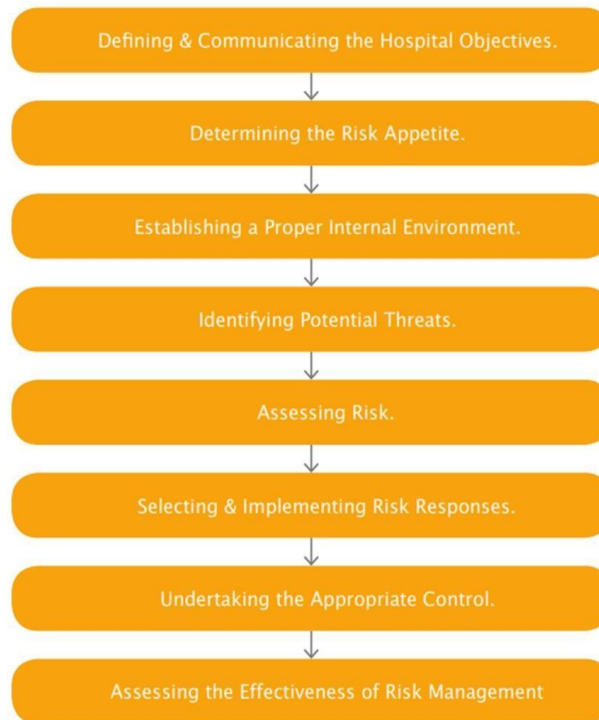 Defining & Communicating the Hospital Objectives.
Determining the Risk Appetite.
Establishing a Proper Internal Environment.
Identifying Potential Threats.
Assessing Risk.
Selecting & Implementing Risk Responses.
Undertaking the Appropriate Control.
Assessing the Effectiveness of Risk Management